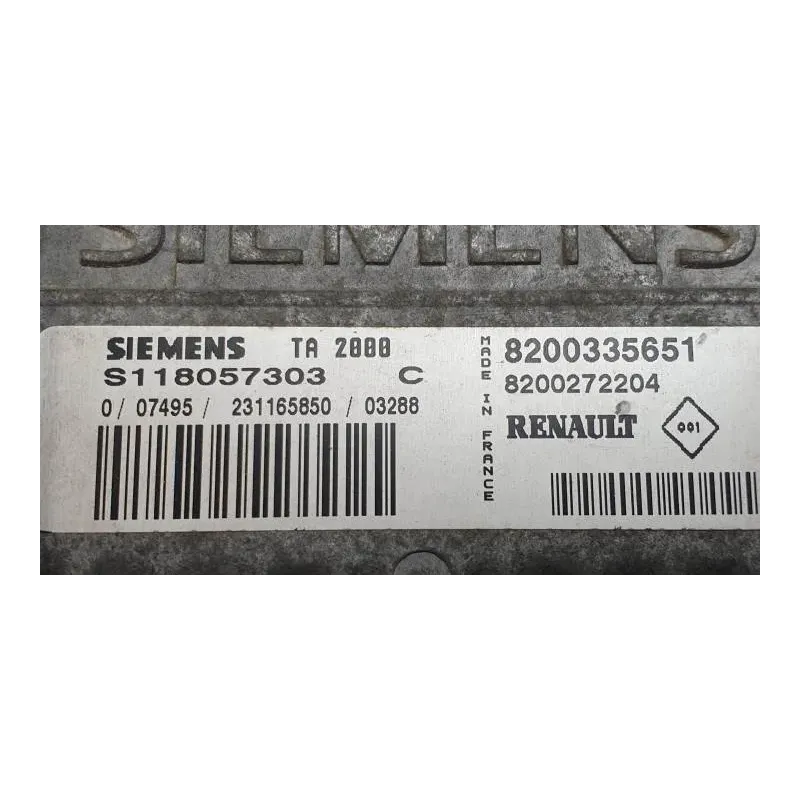 SIEMENS
SIEMENS TA 2000
S118057303 C
0/ 07495/ 231165850 / 03288
MADE IN FRANCE
8200335651
8200272204
RENAULT 001